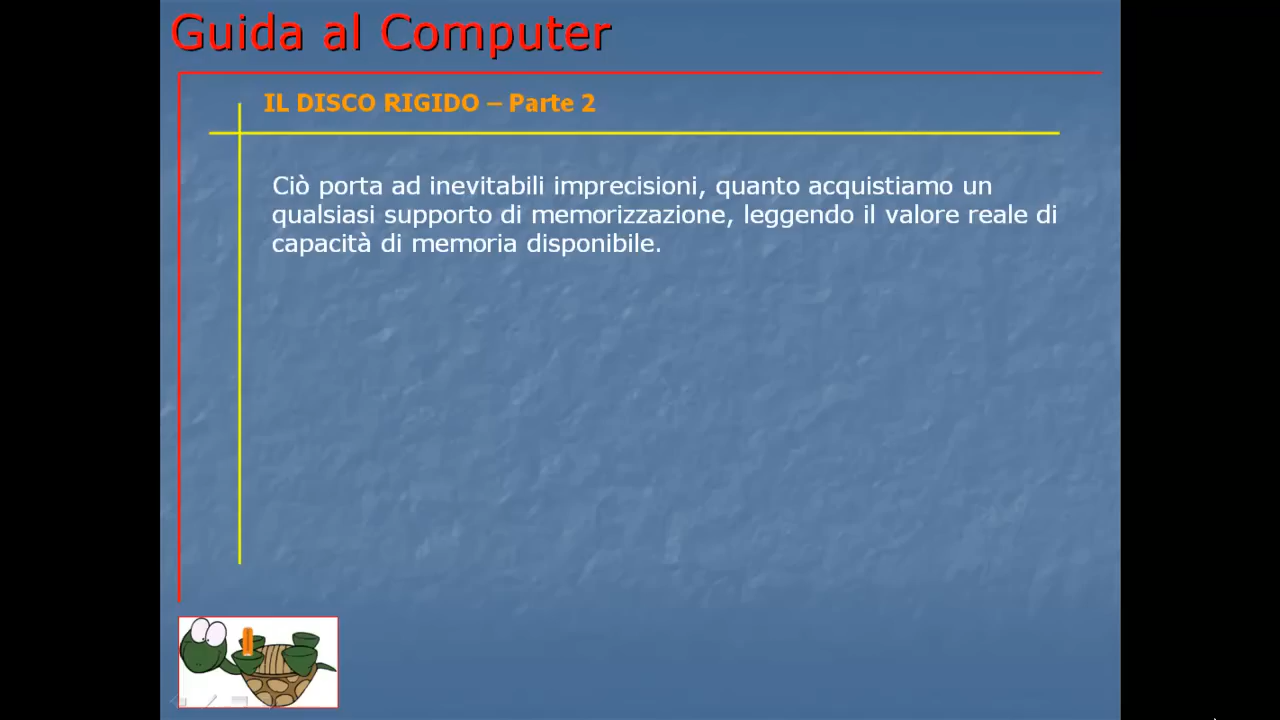 Guida al Computer
IL DISCO RIGIDO – Parte 2
Ciò porta ad inevitabili imprecisioni, quanto acquistiamo un
qualsiasi supporto di memorizzazione, leggendo il valore reale di
capacità di memoria disponibile.